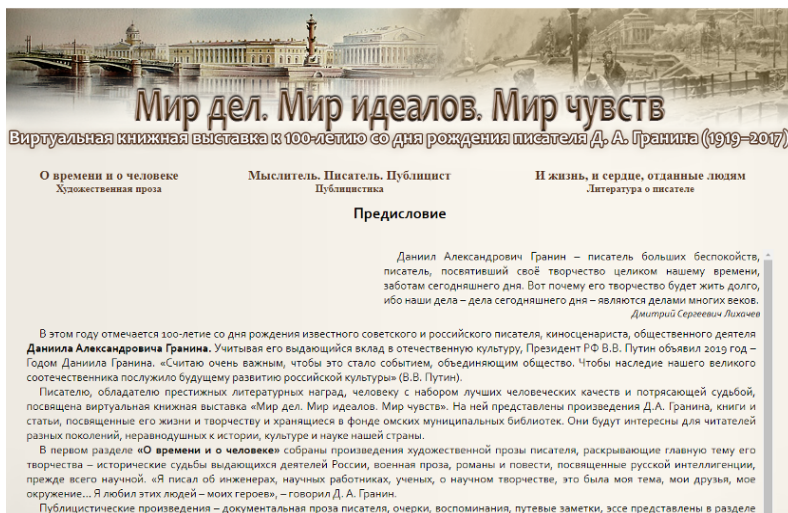 Мир дел. Мир идеалов. Мир чувств
Виртуальная книжная выставка к 100-летию со дня рождения писателя Д. А. Гранина (1919–2017)
О времени и о человеке
Художественная проза
Мыслитель. Писатель. Публицист
Публицистика
И жизнь, и сердце, отданные людям
Литература о писателе
Предисловие
Даниил Александрович Гранин – писатель больших беспокойств,
писатель, посвятивший своё творчество целиком нашему времени,
заботам сегодняшнего дня. Вот почему его творчество будет жить долго,
ибо наши дела – дела сегодняшнего дня – являются делами многих веков.
Дмитрий Сергеевич Лихачев
В этом году отмечается 100-летие со дня рождения известного советского и российского писателя, киносценариста, общественного деятеля
Даниила Александровича Гранина. Учитывая его выдающийся вклад в отечественную культуру, Президент РФ В.В. Путин объявил 2019 год –
Годом Даниила Гранина. «Считаю очень важным, чтобы это стало событием, объединяющим общество. Чтобы наследие нашего великого
соотечественника послужило будущему развитию российской культуры» (В.В. Путин).
Писателю, обладателю престижных литературных наград, человеку с набором лучших человеческих качеств и потрясающей судьбой,
посвящена виртуальная книжная выставка «Мир дел. Мир идеалов. Мир чувств». На ней представлены произведения Д.А. Гранина, книги и
статьи, посвященные его жизни и творчеству и хранящиеся в фонде омских муниципальных библиотек. Они будут интересны для читателей
разных поколений, неравнодушных к истории, культуре и науке нашей страны.
В первом разделе «О времени и о человеке» собраны произведения художественной прозы писателя, раскрывающие главную тему его
творчества – исторические судьбы выдающихся деятелей России, военная проза, романы и повести, посвященные русской интеллигенции,
прежде всего научной. «Я писал об инженерах, научных работниках, ученых, о научном творчестве, это была моя тема, мои друзья, мое
окружение... Я любил этих людей – моих героев», – говорил Д. А. Гранин.
Публицистические произведения – документальная проза писателя, очерки, воспоминания, путевые заметки, эссе представлены в разделе